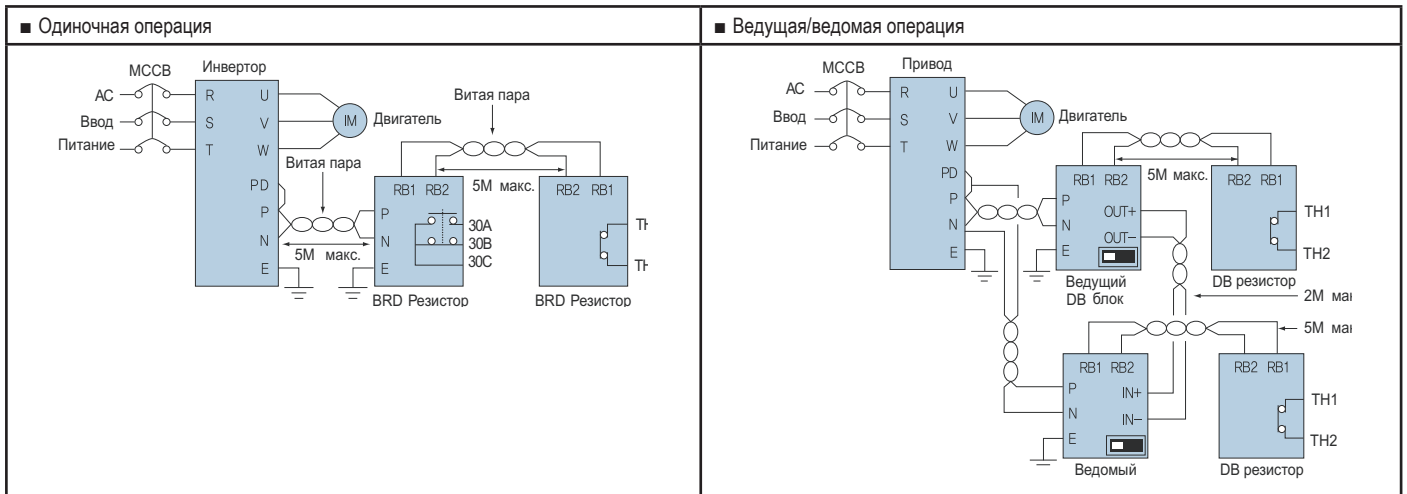 ■ Одиночная операция
MCCB
Инвертор
AC
R
U
Витая пара
Ввод
S
V
IM
Двигатель
Питание
T
W
Витая пара
PD
RB1 RB2
5M макс.
RB2 RB1
P
P
30A
N
N
30B
5M макс.
30C
E
E
BRD Резистор
BRD Резистор
■ Ведущая/ведомая операция
MCCB
Привод
AC
R
U
Ввод
S
V
IM
Двигатель
Питание
T
W
PD
RB1 RB2
5M макс.
RB2 RB1
P
P
OUT+
TH1
N
N
OUT−
E
E
TH2
Ведущий
DB блок
DB резистор
2M
5M
RB1 RB2
RB2 RB1
P
IN+
TH1
N
IN−
E
TH2
Ведомый
DB резистор